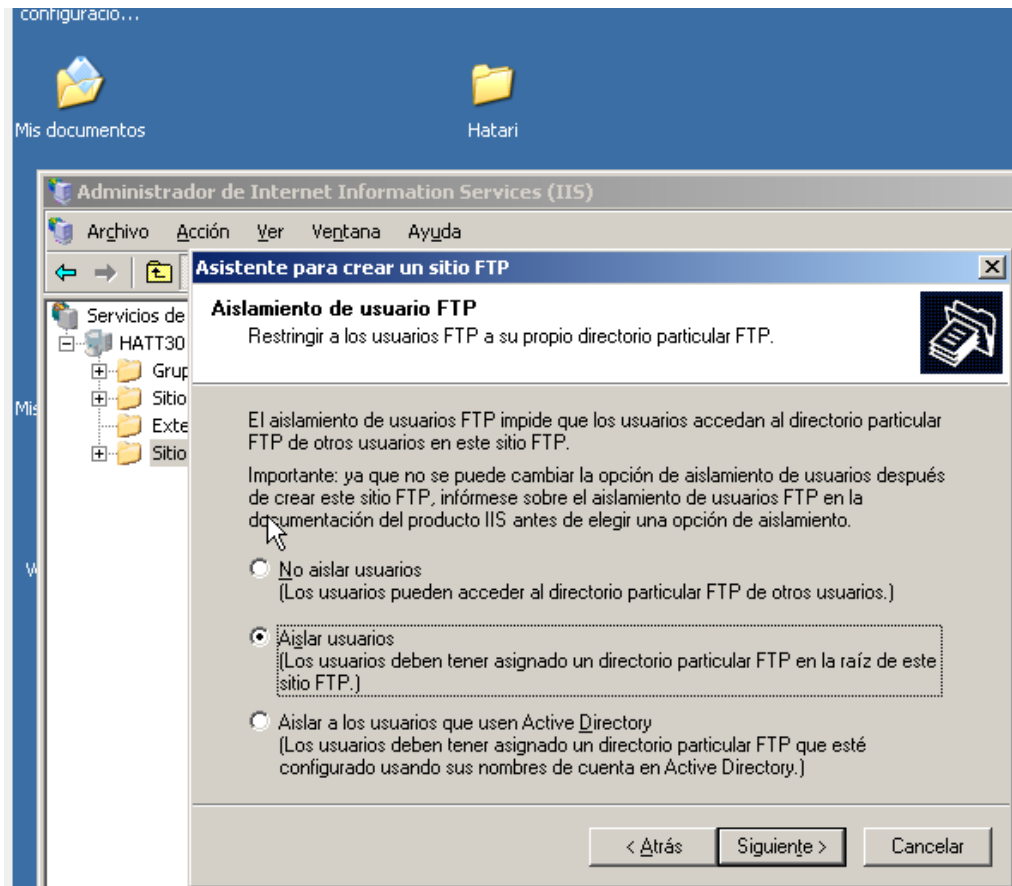 configuracio...
Mis documentos
Hatari
Administrador de Internet Information Services (IIS)
Archivo Acción Ver Ventana Ayuda
Asistente para crear un sitio FTP
Servicios de
HATT30
Grup
Sitio
Exte
Sitio
Mis
W
Aislamiento de usuario FTP
Restringir a los usuarios FTP a su propio directorio particular FTP.
El aislamiento de usuarios FTP impide que los usuarios accedan al directorio particular
FTP de otros usuarios en este sitio FTP.
Importante: ya que no se puede cambiar la opción de aislamiento de usuarios después
de crear este sitio FTP, infórmese sobre el aislamiento de usuarios FTP en la
documentación del producto IIS antes de elegir una opción de aislamiento.
No aislar usuarios
(Los usuarios pueden acceder al directorio particular FTP de otros usuarios.)
Aislar usuarios
(Los usuarios deben tener asignado un directorio particular FTP en la raíz de este
sitio FTP.)
Aislar a los usuarios que usen Active Directory
(Los usuarios deben tener asignado un directorio particular FTP que esté
configurado usando sus nombres de cuenta en Active Directory.)
< Atrás
Siguiente >
Cancelar